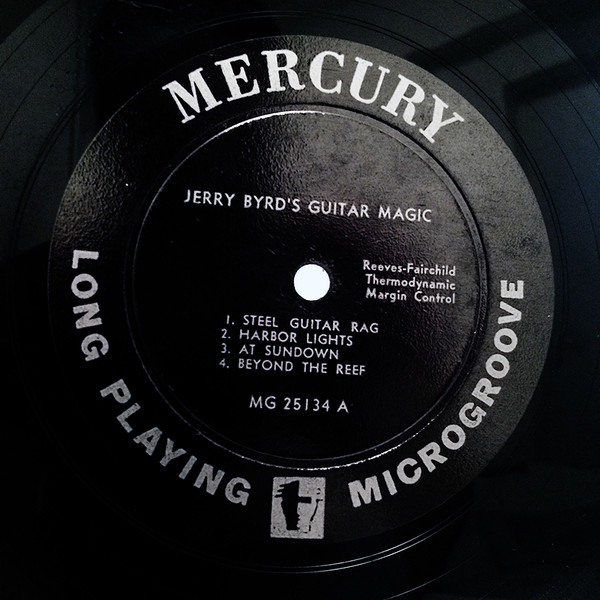 MERCURY
JERRY BYRD'S GUITAR MAGIC
Reeves-Fairchild
Thermodynamic
Margin Control
1. STEEL GUITAR RAG
2. HARBOR LIGHTS
3. AT SUNDOWN
4. BEYOND THE REEF
MG 25134 A
LONG PLAYING
MICROGROOVE